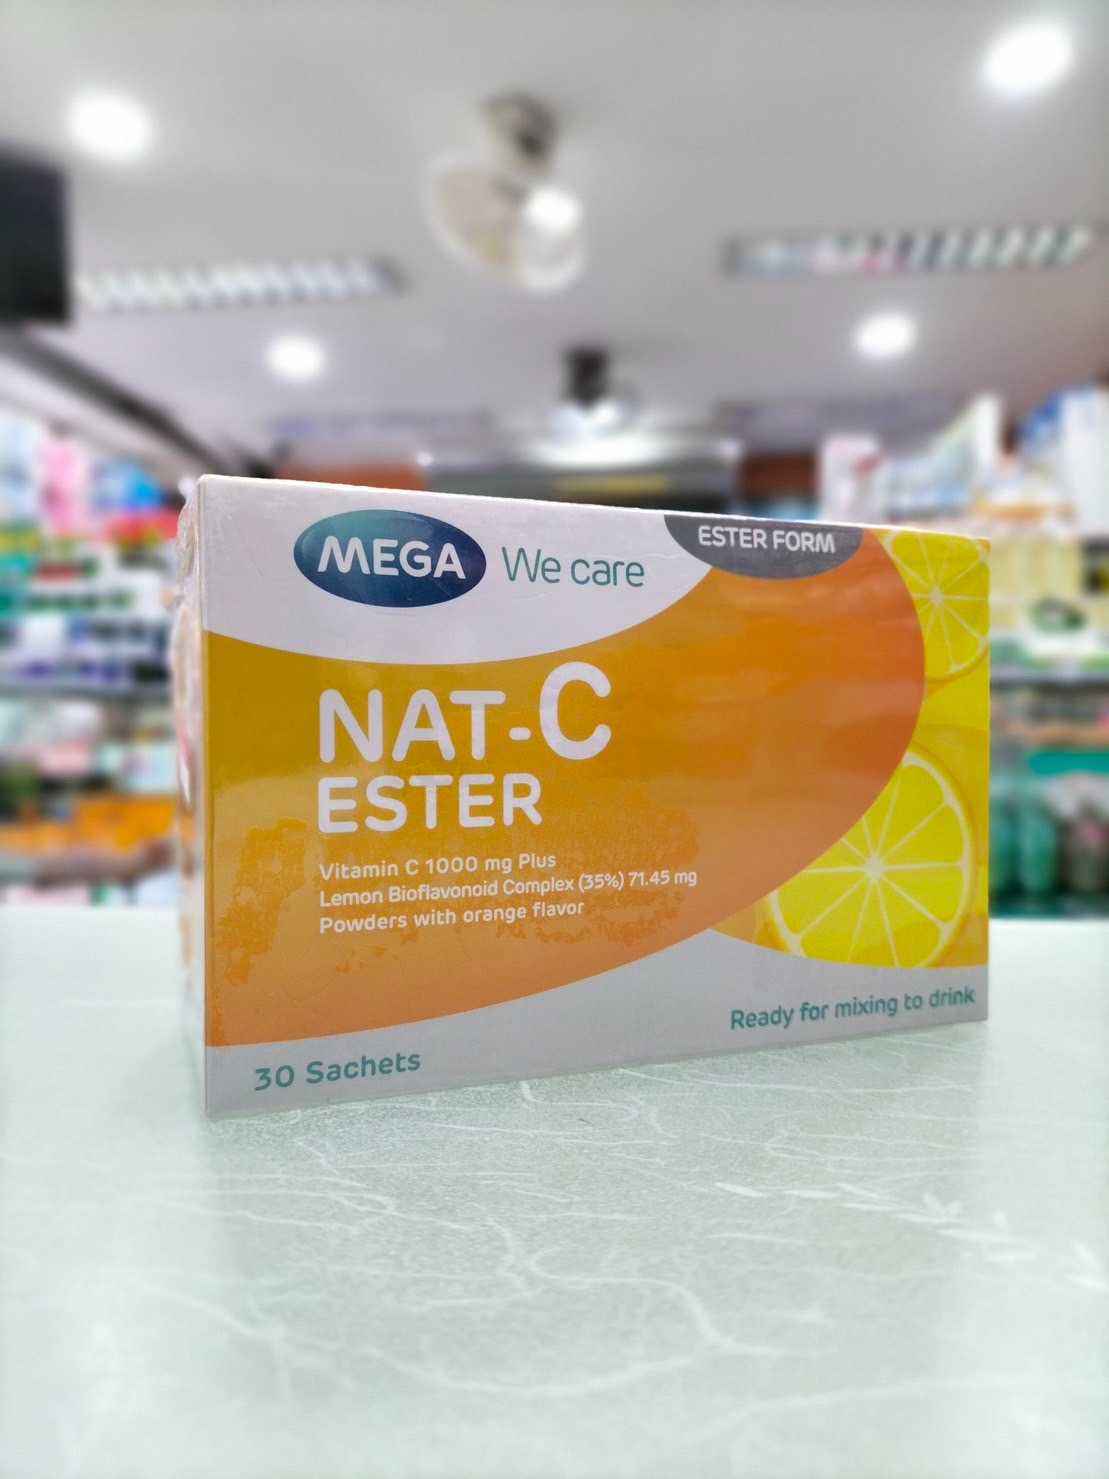 MEGA We care
ESTER FORM
NAT-C
ESTER
Vitamin C 1000 mg Plus
Lemon Bioflavonoid Complex (35%) 71.45 mg
Powders with orange flavor
Ready for mixing to drink
30 Sachets